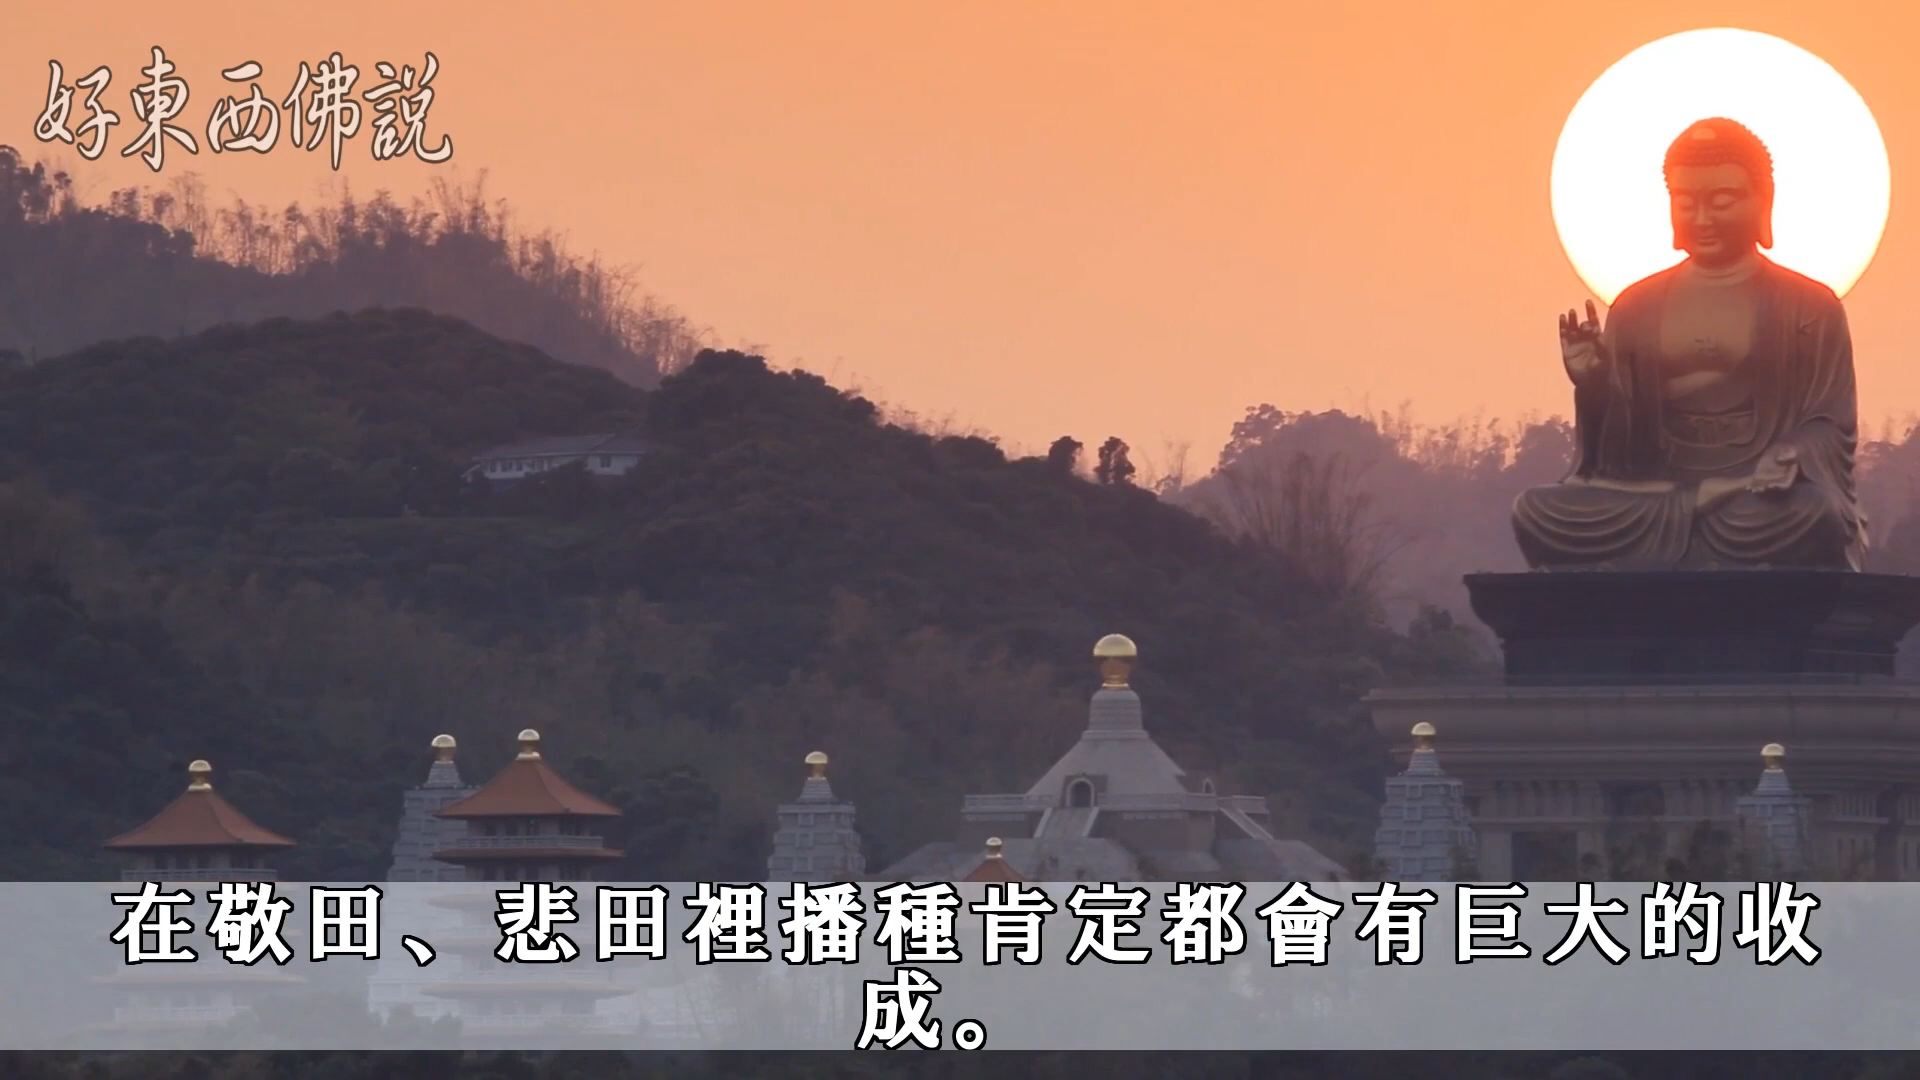 好東西佛説
在敬田、悲田裡播種肯定都會有巨大的收
成。